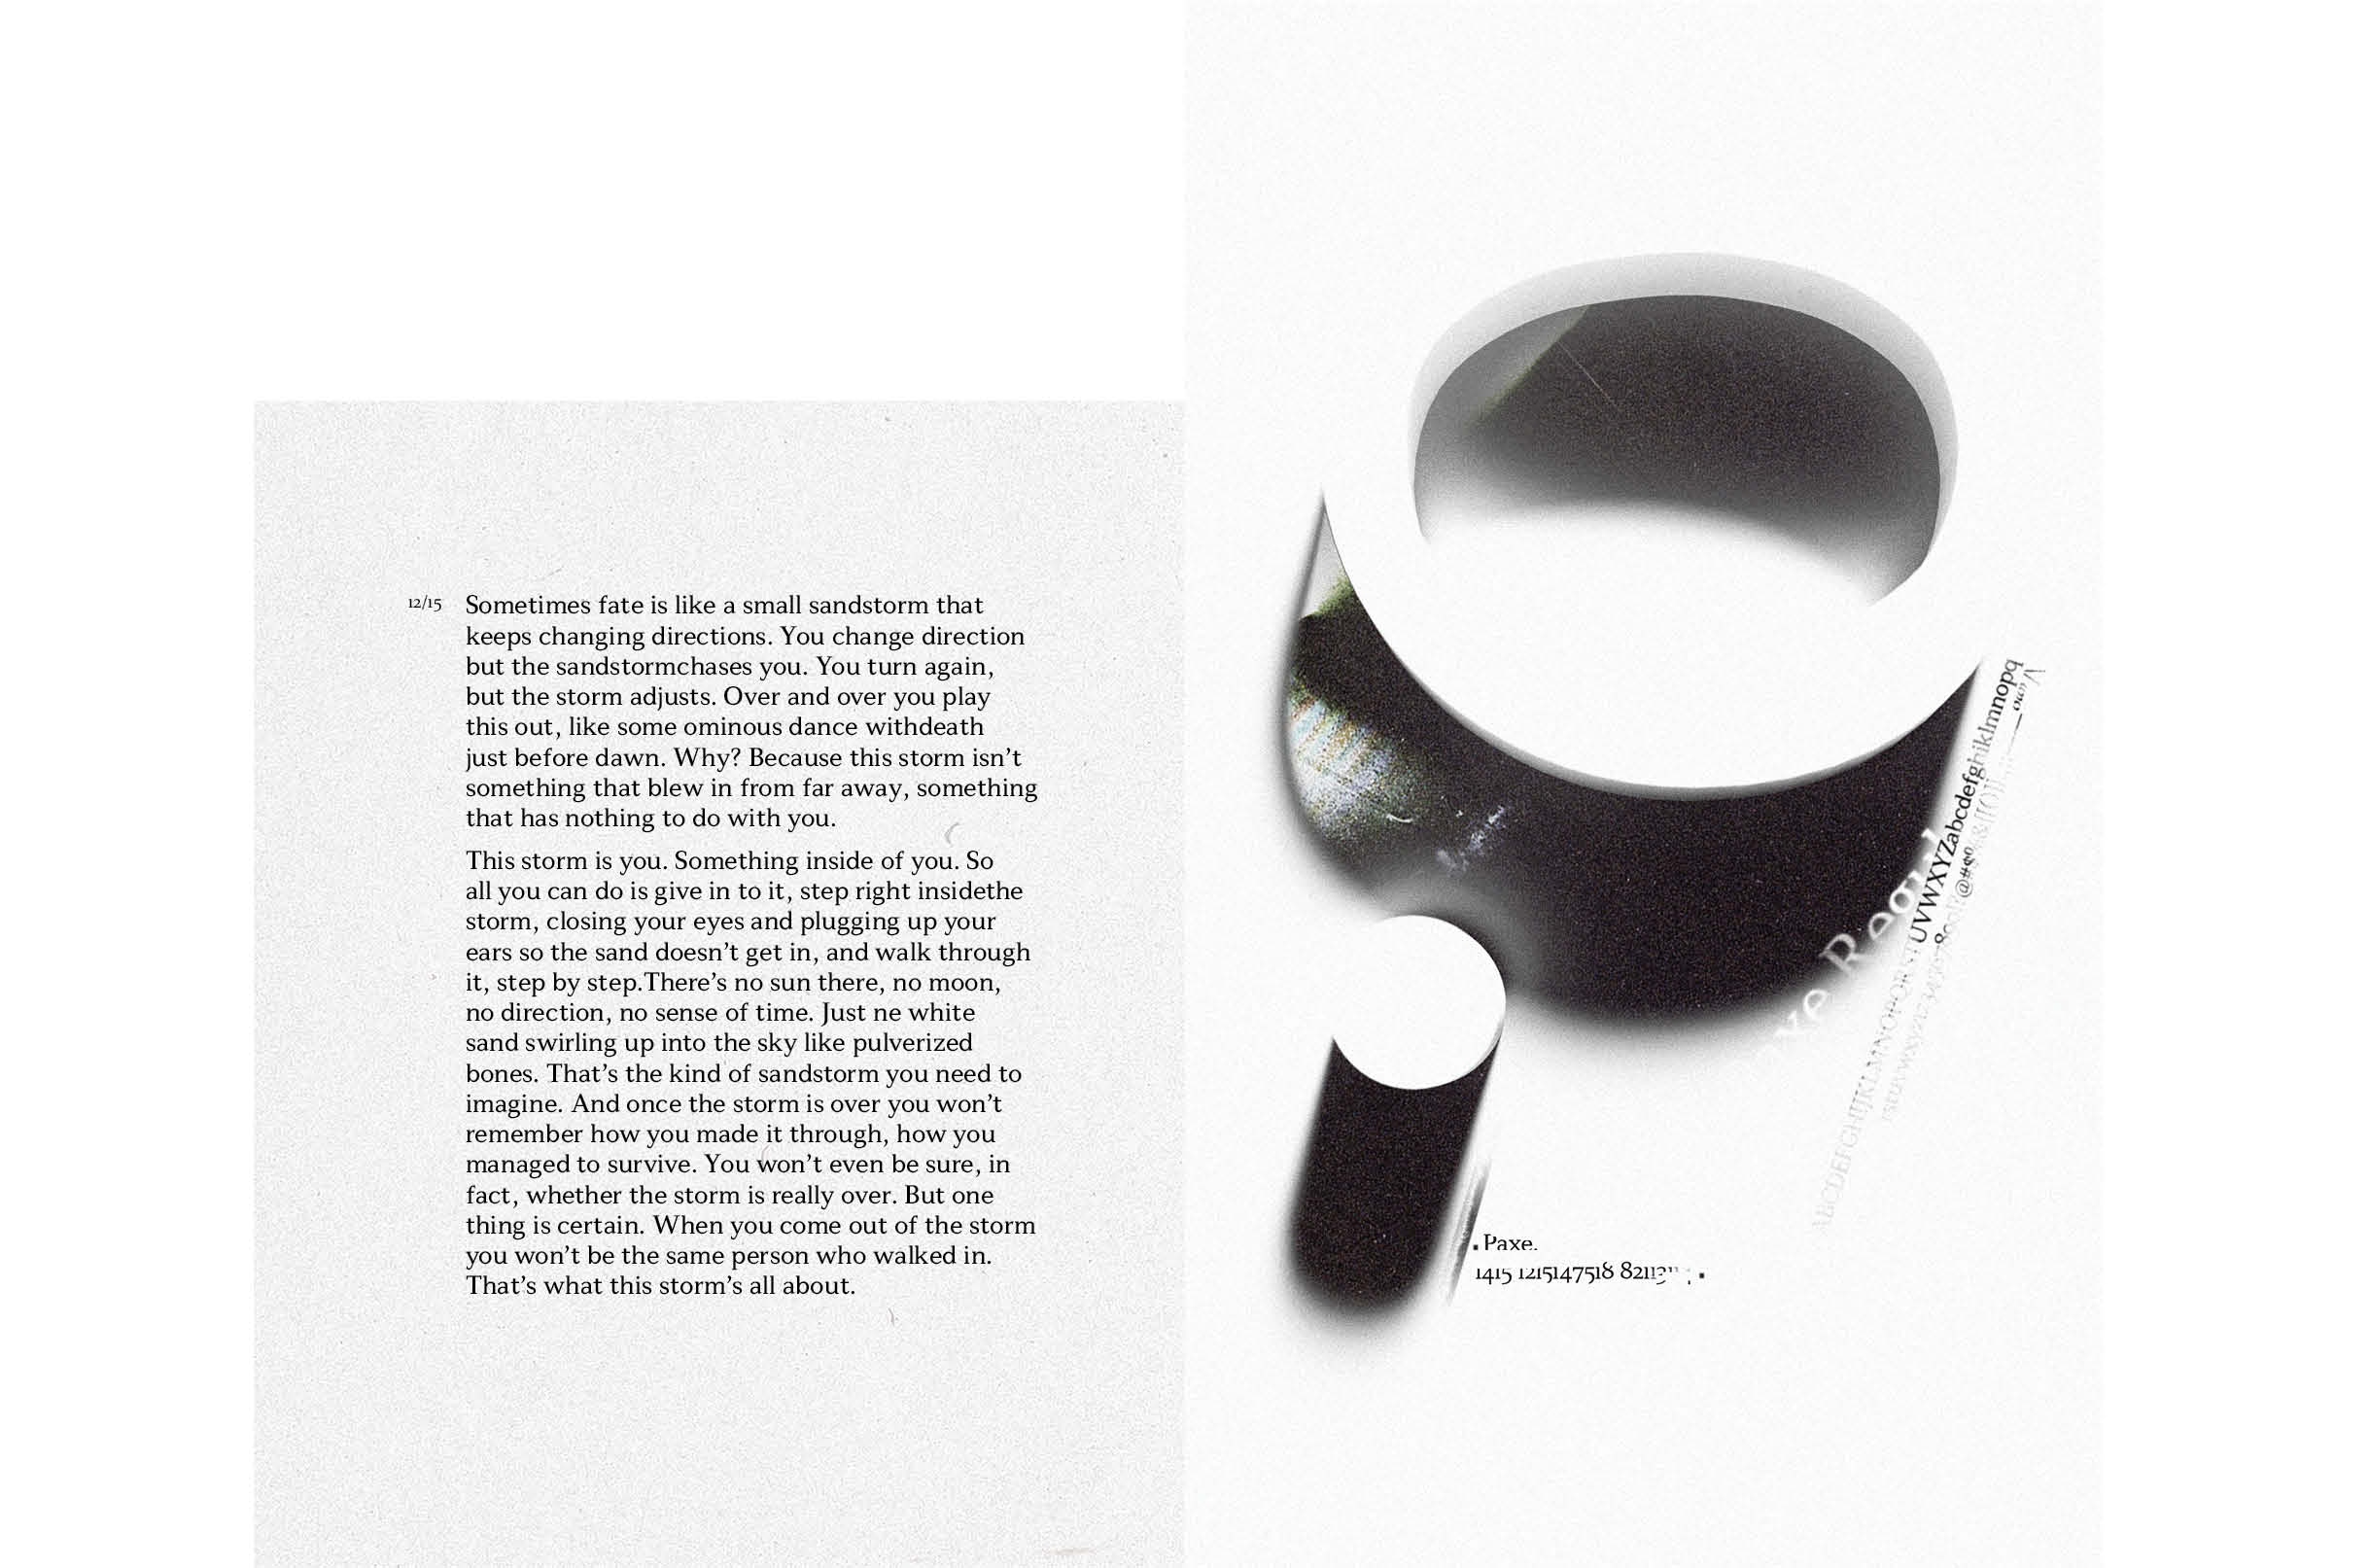 12/15
Sometimes fate is like a small sandstorm that
keeps changing directions. You change direction
but the sandstormchases you. You turn again,
but the storm adjusts. Over and over you play
this out, like some ominous dance withdeath
just before dawn. Why? Because this storm isn’t
something that blew in from far away, something
that has nothing to do with you.
This storm is you. Something inside of you. So
all you can do is give in to it, step right insidethe
storm, closing your eyes and plugging up your
ears so the sand doesn’t get in, and walk through
it, step by step.There’s no sun there, no moon,
no direction, no sense of time. Just ne white
sand swirling up into the sky like pulverized
bones. That’s the kind of sandstorm you need to
imagine. And once the storm is over you won’t
remember how you made it through, how you
managed to survive. You won’t even be sure, in
fact, whether the storm is really over. But one
thing is certain. When you come out of the storm
you won’t be the same person who walked in.
That’s what this storm’s all about.
UVWXYZabcdefghiklmnopq
Paxe.
1415 1215147518